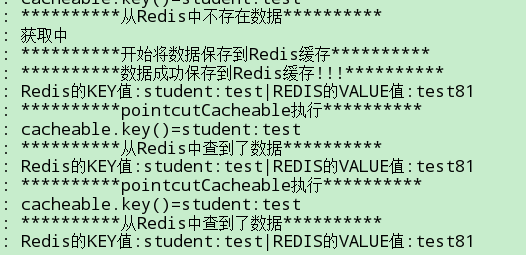 : cacheable.key()=student:test
: **********从Redis中不存在数据**********
: 获取中
: **********开始将数据保存到Redis缓存**********
: **********数据成功保存到Redis缓存!!!**********
: Redis的KEY值:student:test|REDIS的VALUE值:test81
: **********pointcutCacheable执行**********
: cacheable.key()=student:test
: **********从Redis中查到了数据**********
: Redis的KEY值:student:test|REDIS的VALUE值:test81
: **********pointcutCacheable执行**********
: cacheable.key()=student:test
: **********从Redis中查到了数据**********
: Redis的KEY值:student:test|REDIS的VALUE值:test81